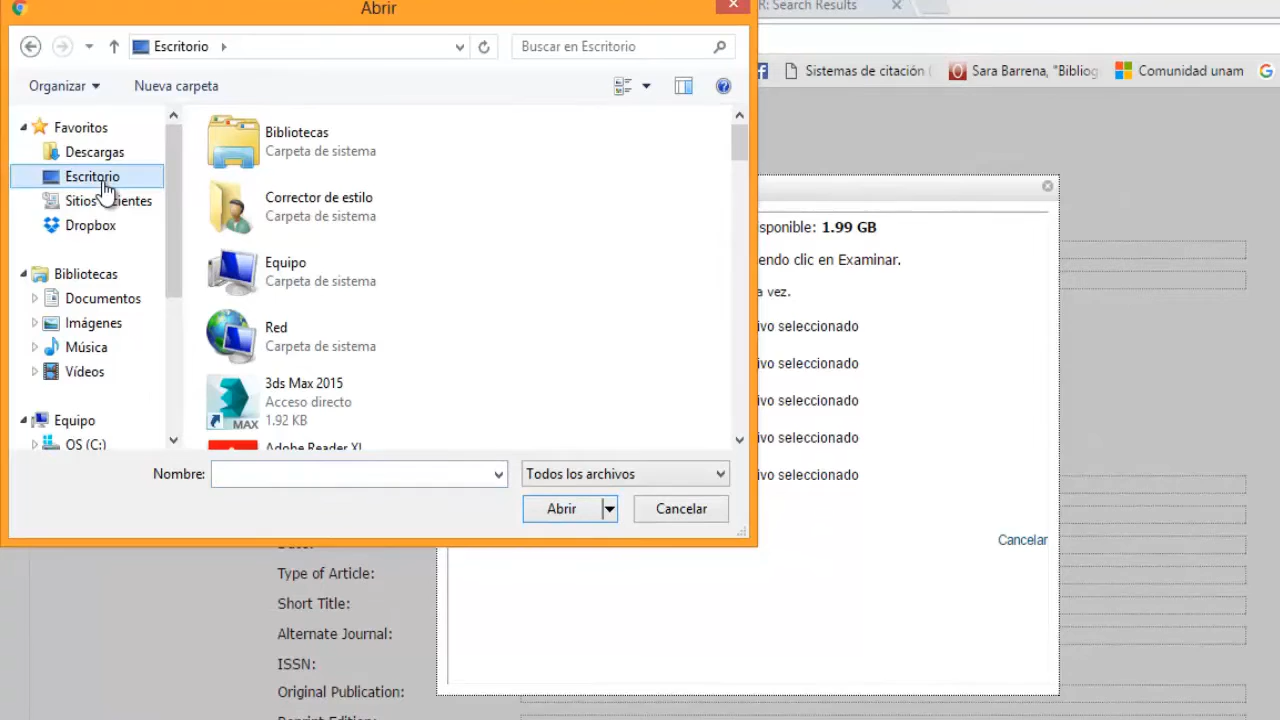 Abrir
R: Search Results
Escritorio
Buscar en Escritorio
Organizar
Nueva carpeta
Sistemas de citación (
Sara Barrena, "Bibliog
Comunidad unam
Favoritos
Descargas
Escritorio
Sitios
ientes
Dropbox
Bibliotecas
Documentos
Imágenes
Música
Vídeos
Equipo
OS (C:)
Bibliotecas
Carpeta de sistema
Corrector de estilo
Carpeta de sistema
Equipo
Carpeta de sistema
Red
Carpeta de sistema
3ds Max 2015
Acceso directo
1.92 KB
MAX
Adobe Reader XI
Nombre:
Todos los archivos
Abrir
Cancelar
sponible: 1.99 GB
endo clic en Examinar.
a vez.
ivo seleccionado
ivo seleccionado
ivo seleccionado
ivo seleccionado
ivo seleccionado
Cancelar
Date:
Type of Article:
Short Title:
Alternate Journal:
ISSN:
Original Publication:
Reprint Edition: